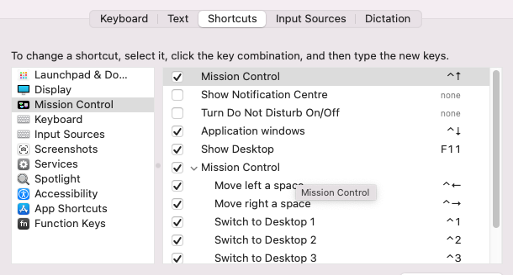 Keyboard Text Shortcuts Input Sources Dictation
To change a shortcut, select it, click the key combination, and then type the new keys.
Launchpad & Do...
Display
Mission Control
Keyboard
Input Sources
Screenshots
Services
Spotlight
Accessibility
App Shortcuts
fn Function Keys
Mission Control ^↑
Show Notification Centre none
Turn Do Not Disturb On/Off none
Application windows ^↓
Show Desktop F11
Mission Control
Move left a space ^←
Mission Control
Move right a space ^→
Switch to Desktop 1 ^1
Switch to Desktop 2 ^2
Switch to Desktop 3 ^3